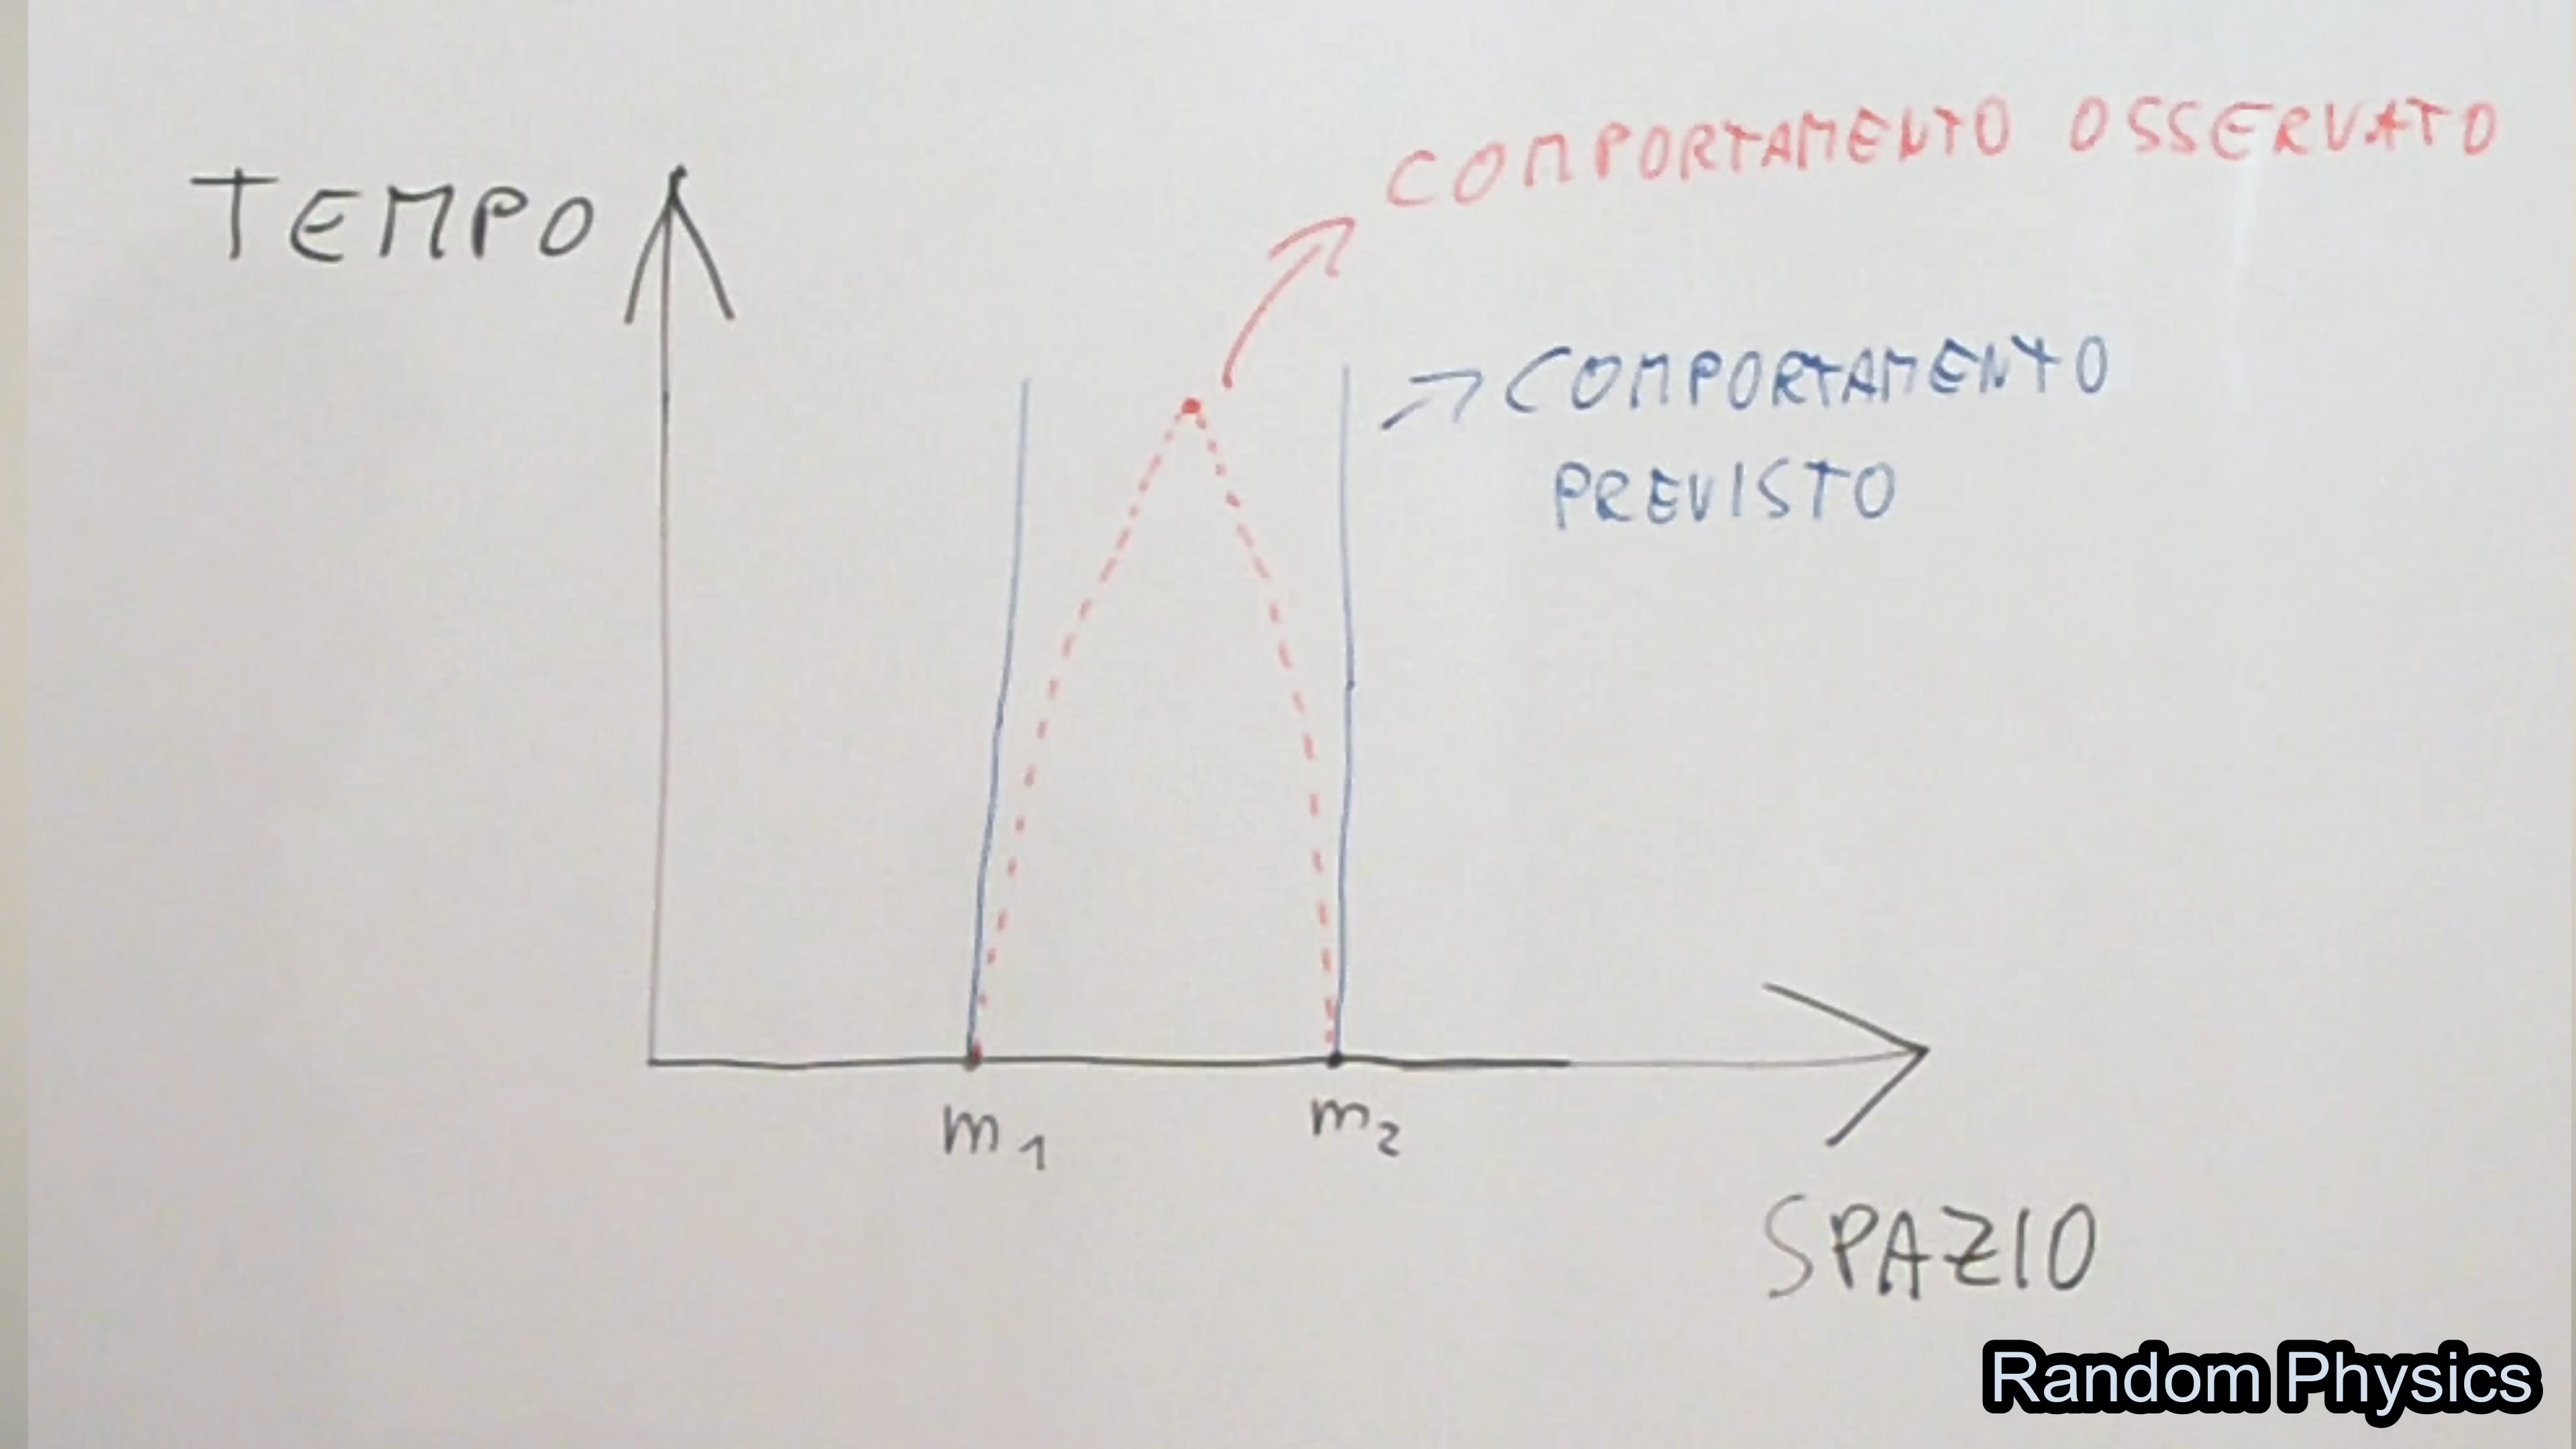 TEMPO
COMPORTAMENTO OSSERVATO
COMPORTAMENTO
PREVISTO
m1
m2
SPAZIO
Random Physics